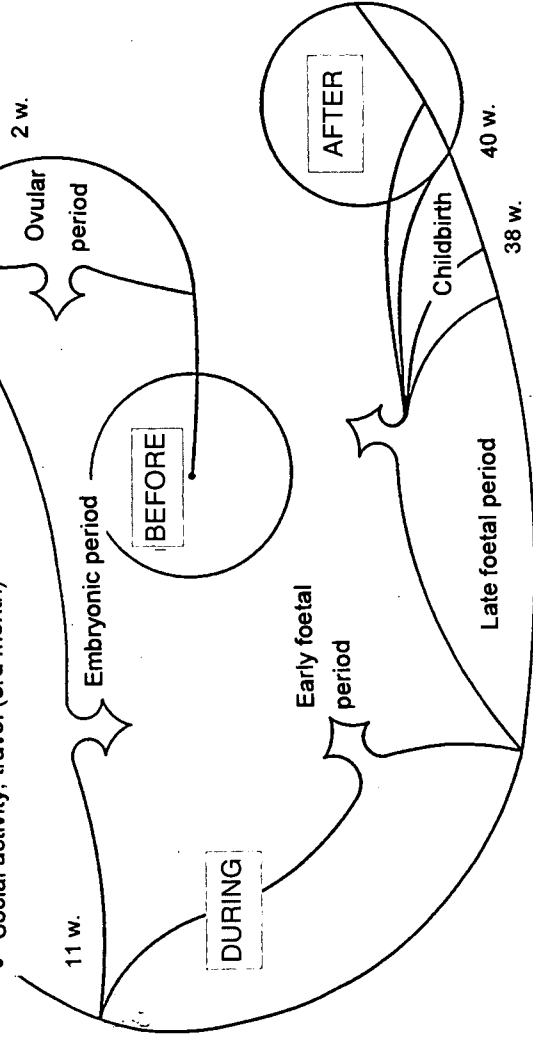 • Social activity, travel (3rd month)
2 w.
Ovular
period
Embryonic period
BEFORE
11 w.
DURING
Early foetal
period
AFTER
Childbirth
40 w.
38 w.
Late foetal period